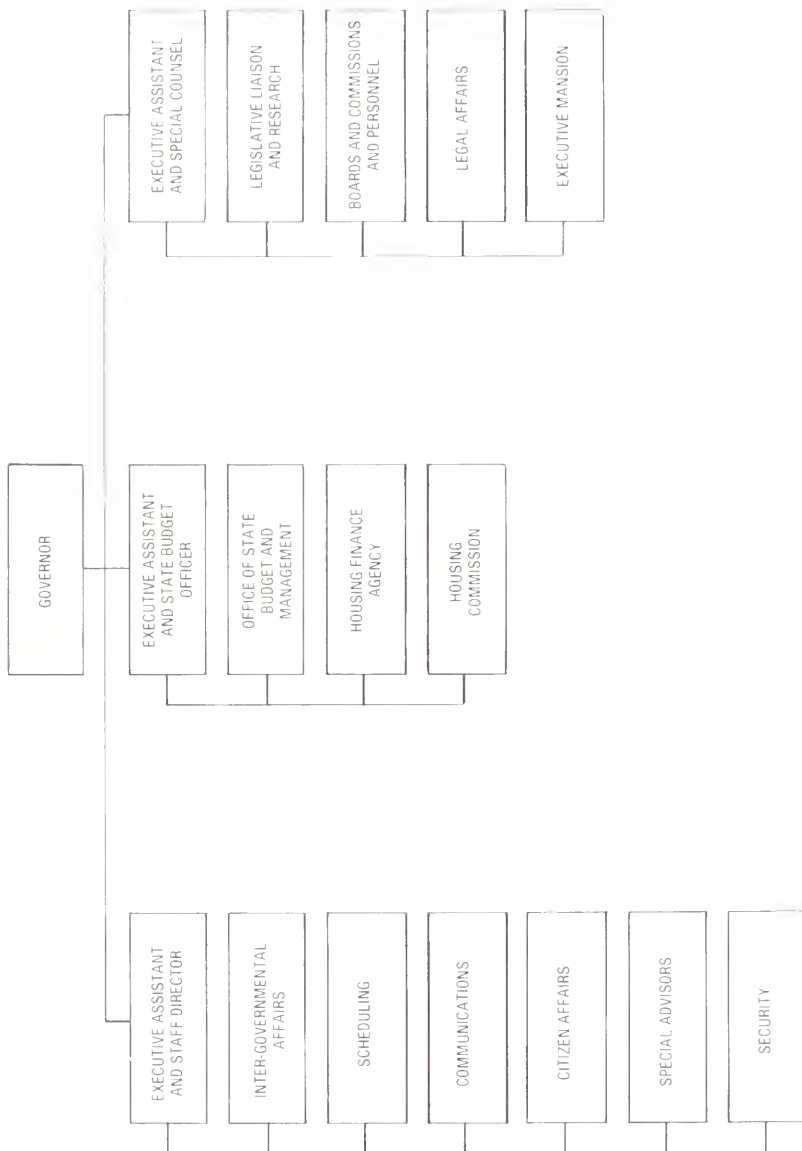 GOVERNOR
EXECUTIVE ASSISTANT
AND STAFF DIRECTOR
INTER-GOVERNMENTAL
AFFAIRS
SCHEDULING
COMMUNICATIONS
CITIZEN AFFAIRS
SPECIAL ADVISORS
SECURITY
EXECUTIVE ASSISTANT
AND STATE BUDGET
OFFICER
OFFICE OF STATE
BUDGET AND
MANAGEMENT
HOUSING FINANCE
AGENCY
HOUSING
COMMISSION
EXECUTIVE ASSISTANT
AND SPECIAL COUNSEL
LEGISLATIVE LIAISON
AND RESEARCH
BOARDS AND COMMISSIONS
AND PERSONNEL
LEGAL AFFAIRS
EXECUTIVE MANSION